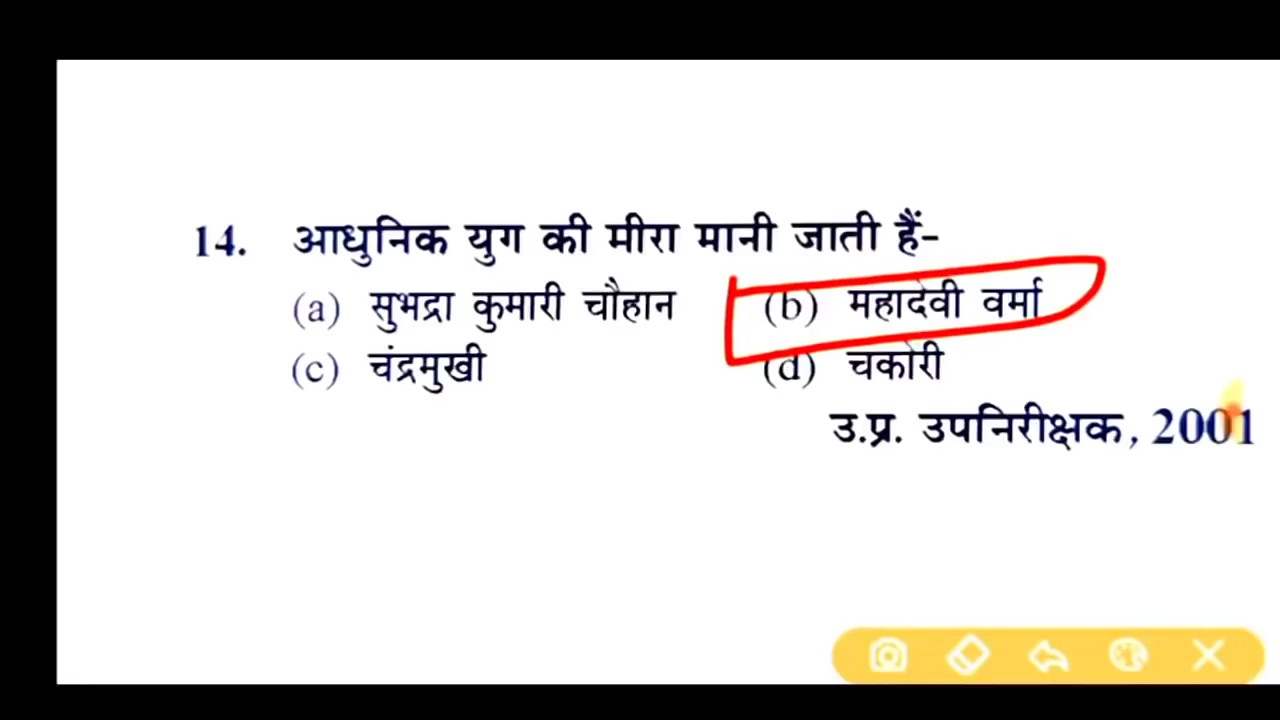 14. आधुनिक युग की मीरा मानी जाती हैं-
(a) सुभद्रा कुमारी चौहान (b) महादेवी वर्मा
(c) चंद्रमुखी (d) चकोरी
उ.प्र. उपनिरीक्षक, 2001